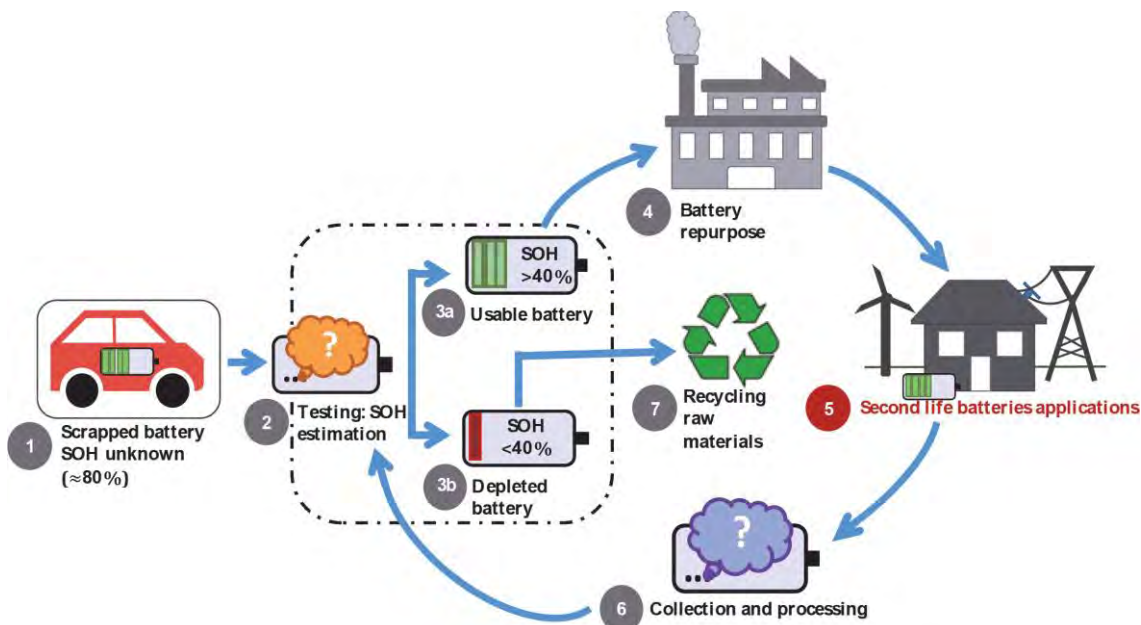 1
Scrapped battery
SOH unknown
(≈80%)
?
2
Testing: SOH
estimation
SOH
>40%
3a
Usable battery
SOH
<40%
3b
Depleted
battery
4
Battery
repurpose
5
Second life batteries applications
?
6
Collection and processing
7
Recycling
raw
materials